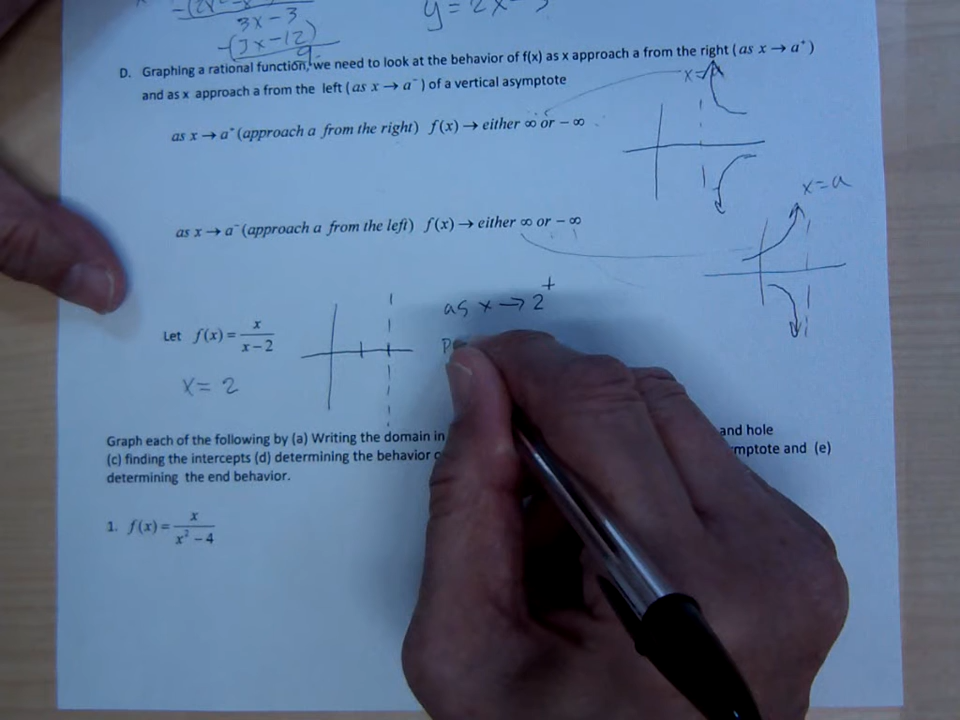 3x - 3
-(3x - 12)
9
D. Graphing a rational function, we need to look at the behavior of f(x) as x approach a from the right ( as x → a⁺ )
and as x approach a from the left ( as x → a⁻ ) of a vertical asymptote
x=a
as x → a⁺ (approach a from the right) f(x) → either ∞ or − ∞
x=a
as x → a⁻ (approach a from the left) f(x) → either ∞ or − ∞
as x → 2⁺
Let f(x) = x / x − 2
x = 2
Graph each of the following by (a) Writing the domain in and hole
(c) finding the intercepts (d) determining the behavior mptote and (e)
determining the end behavior.
1. f(x) = x / x² − 4